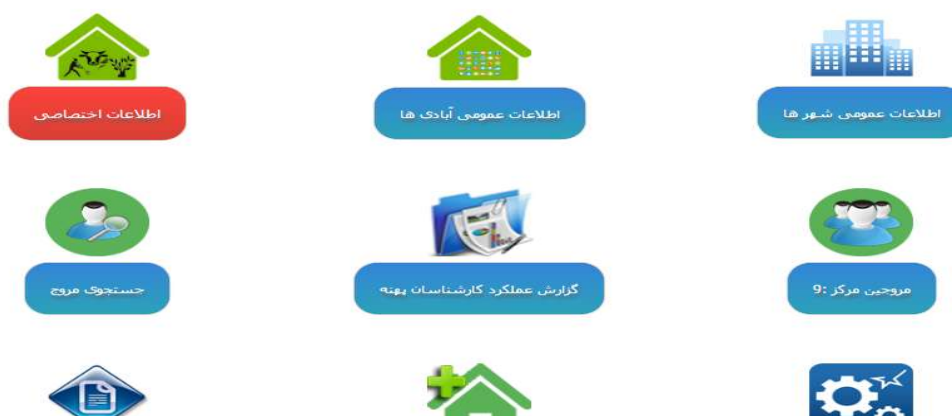 اطلاعات عمومی شهر ها
اطلاعات عمومی آبادی ها
اطلاعات اختصاصی
مروجین مرکز :9
گزارش عملکرد کارشناسان پهنه
جستجوی مروج